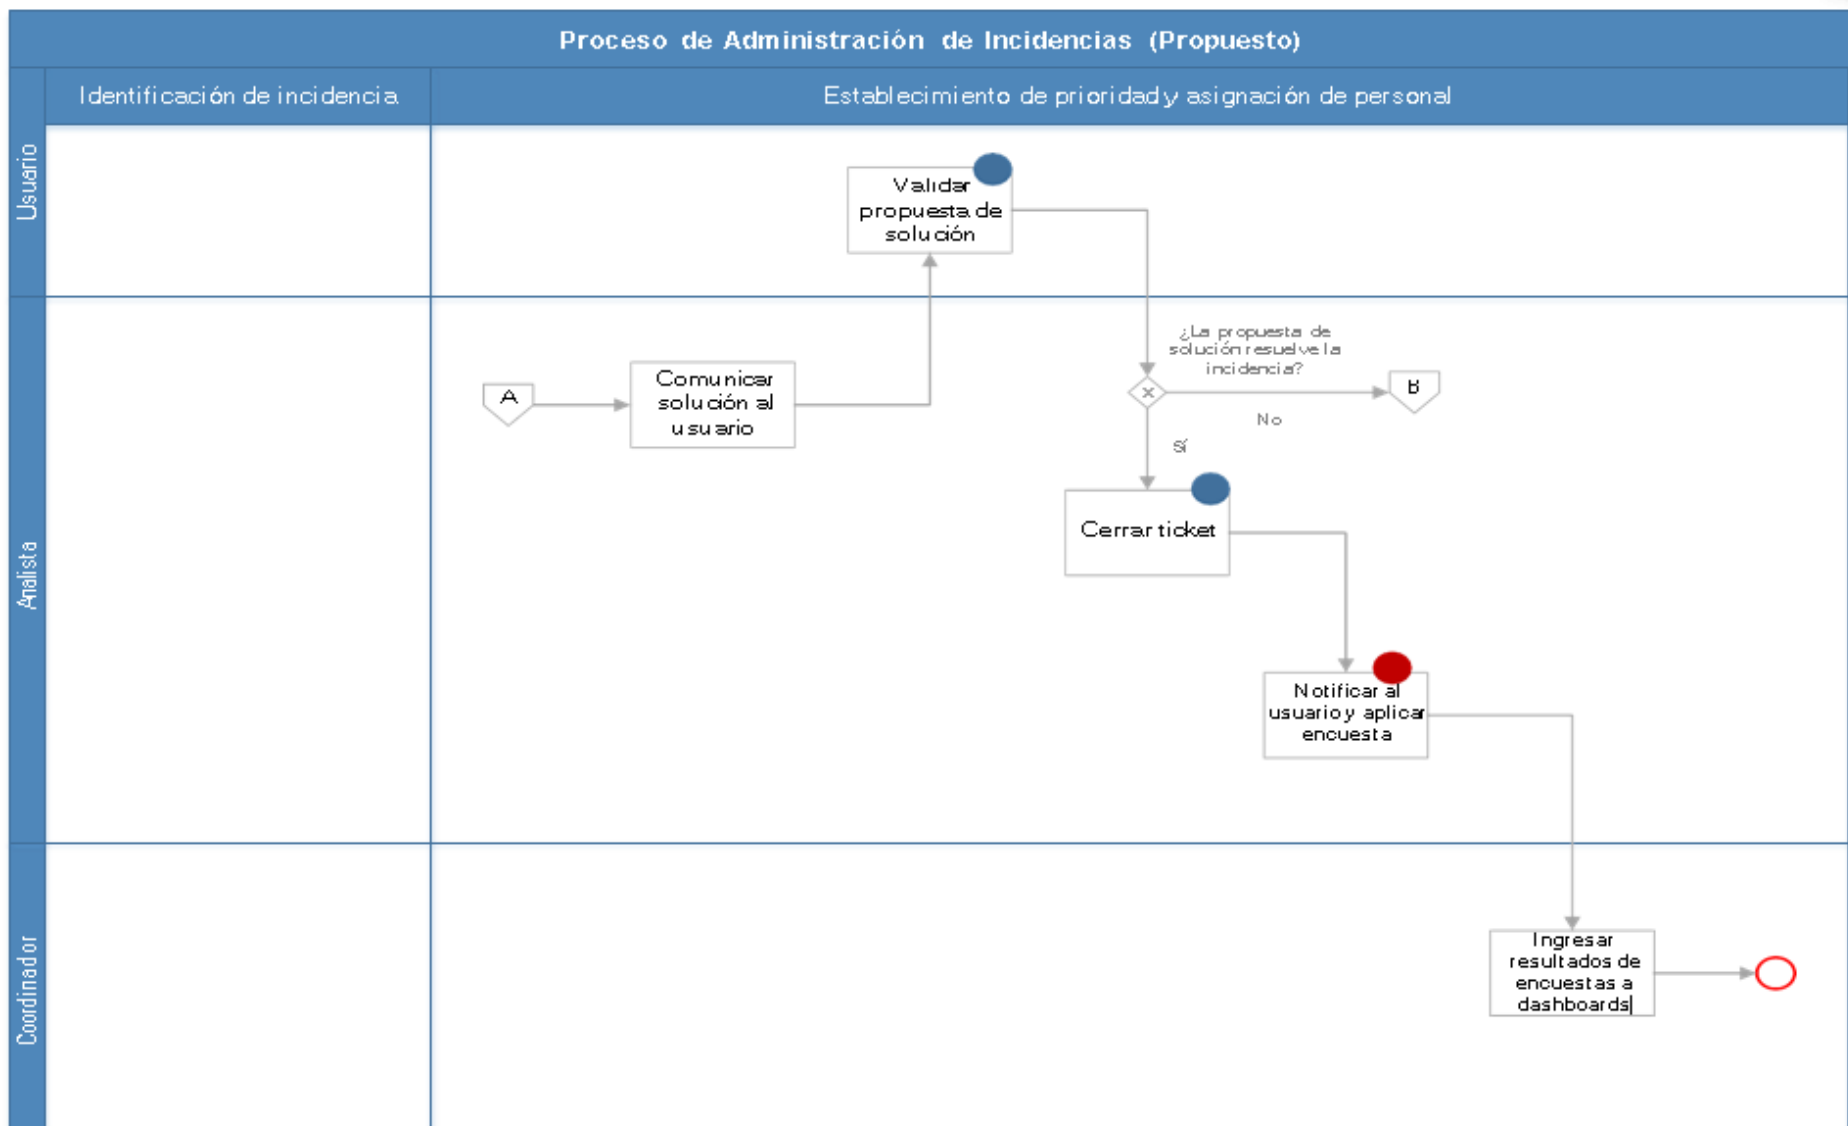 Proceso de Administración de Incidencias (Propuesto)
Identificación de incidencia
Establecimiento de prioridad y asignación de personal
Usuario
Validar
propuesta de
solución
Analista
A
Comunicar
solución al
usuario
¿La propuesta de
solución resuelve la
incidencia?
X
B
No
Sí
Cerrar ticket
Notificar al
usuario y aplicar
encuesta
Coordinador
Ingresar
resultados de
encuestas a
dashboards